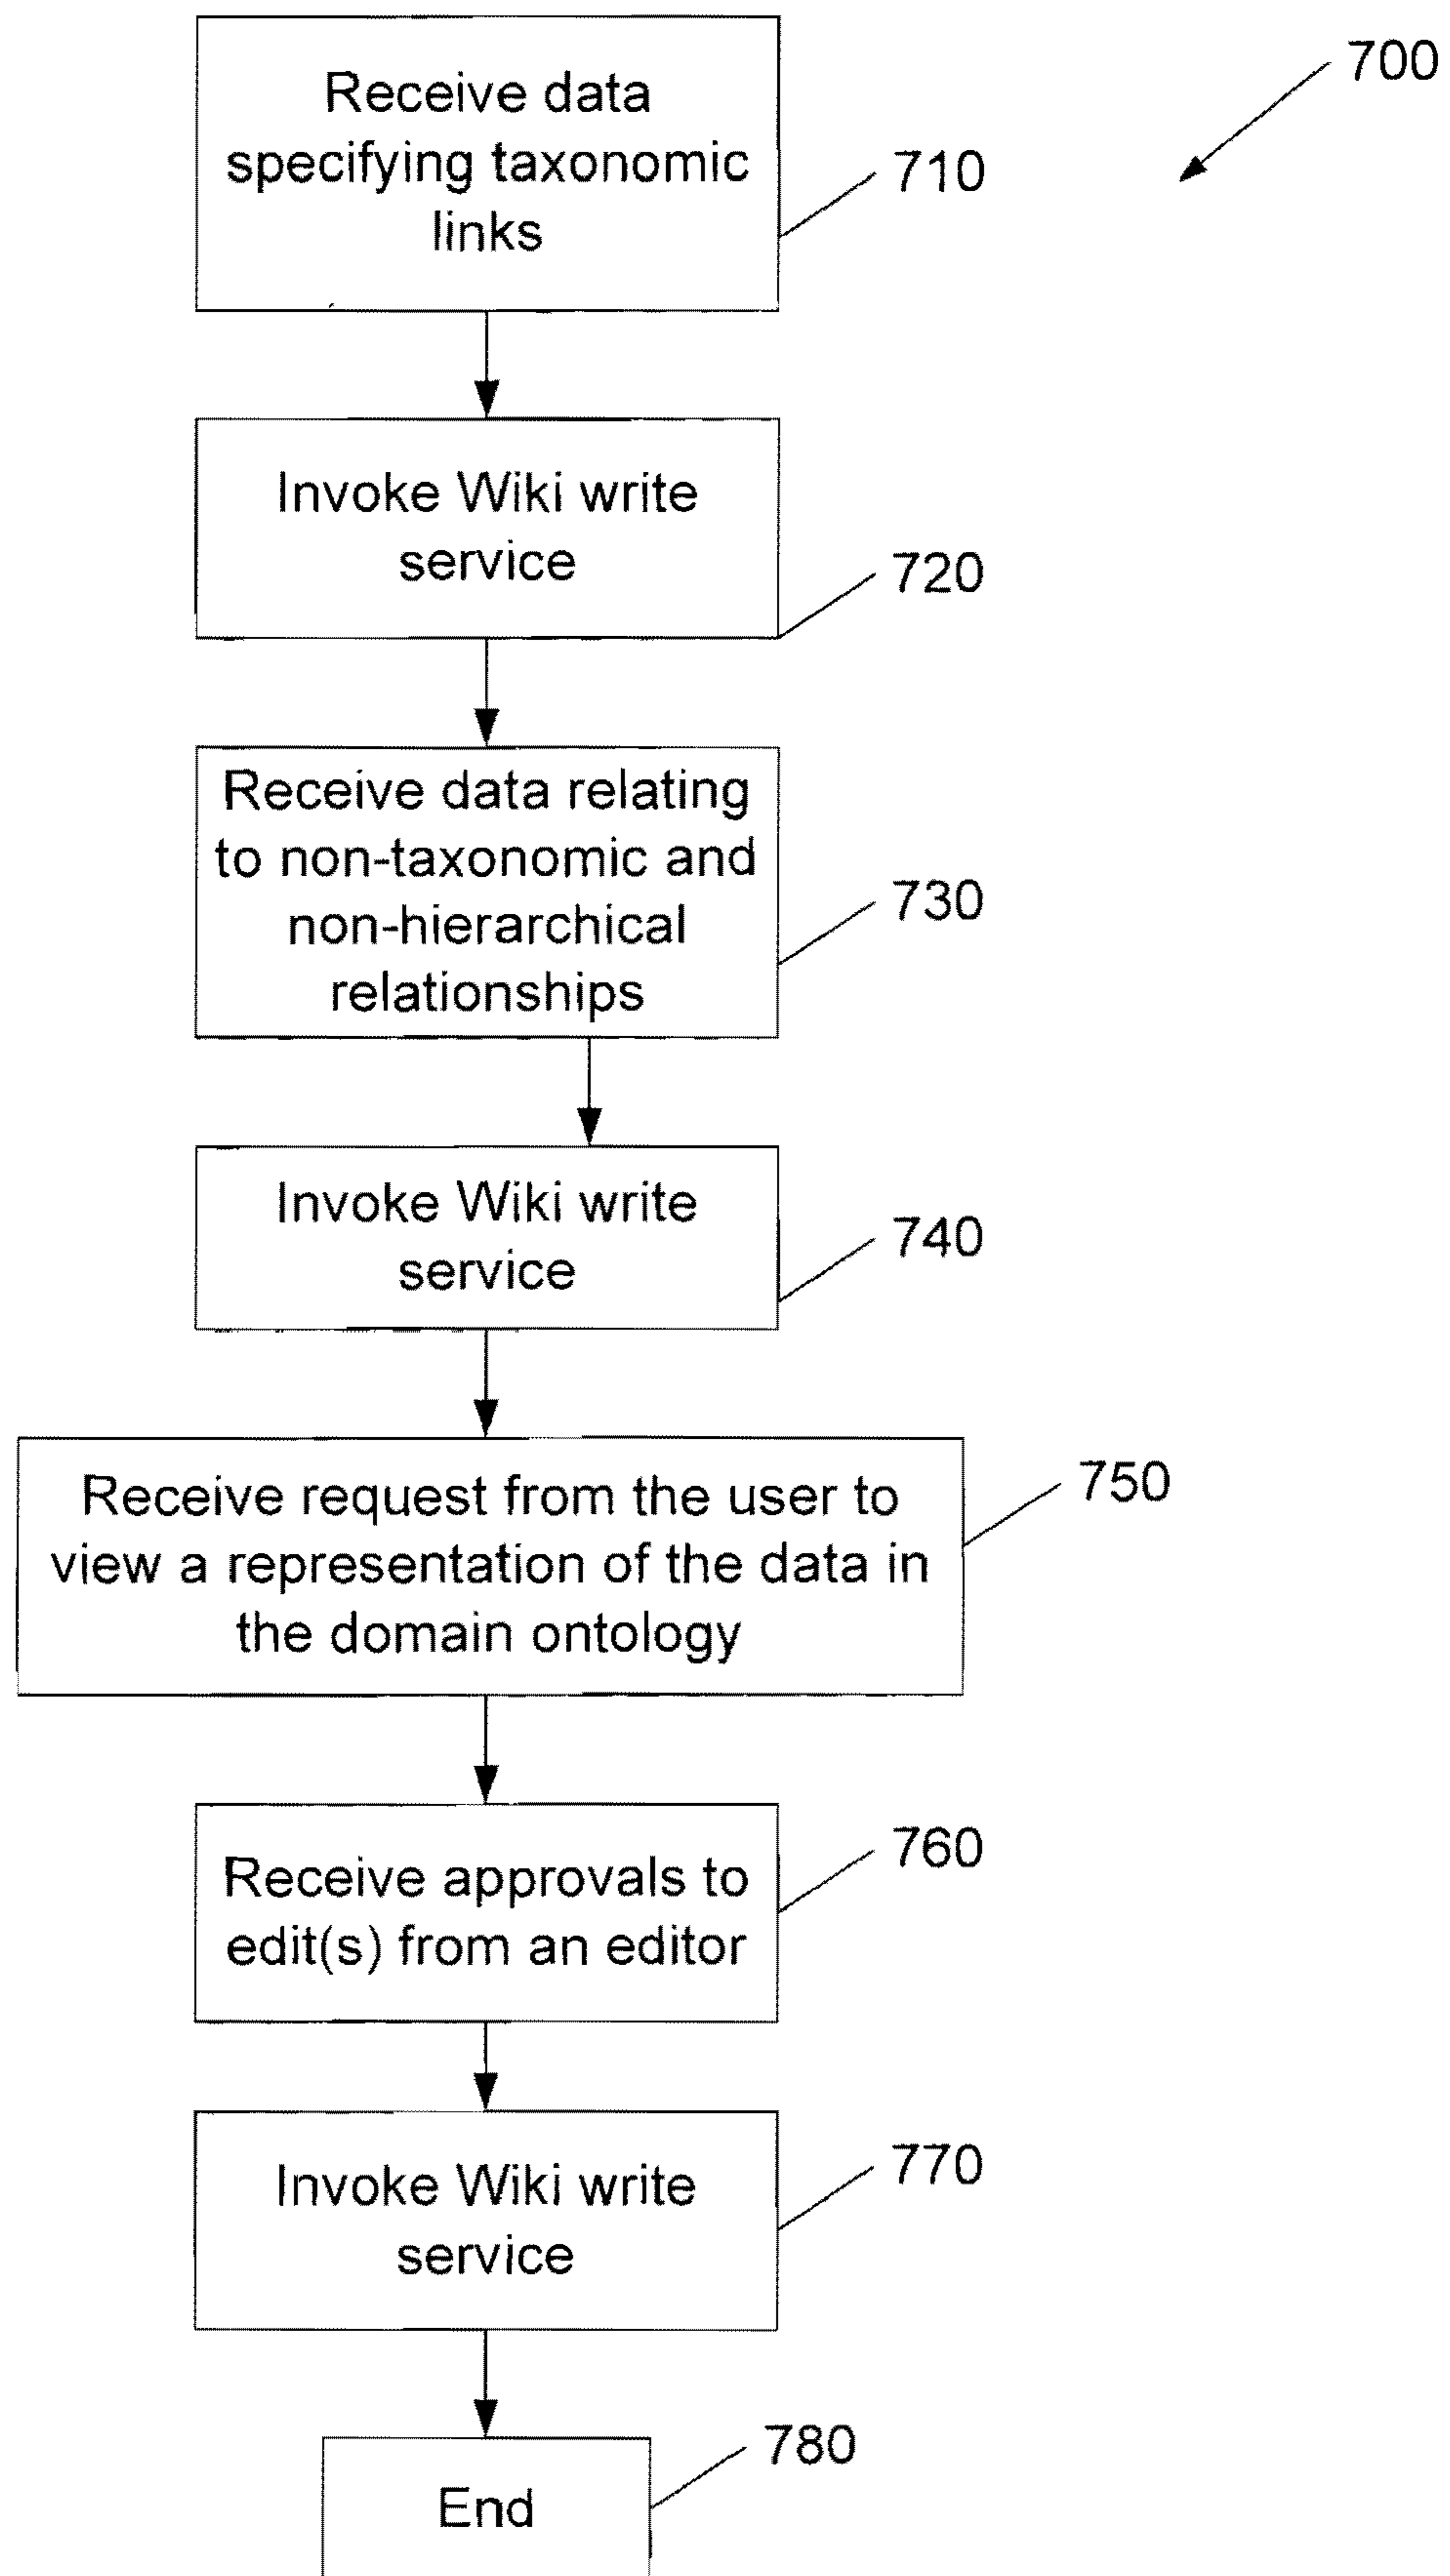 700
Receive data
specifying taxonomic
links
710
Invoke Wiki write
service
720
Receive data relating
to non-taxonomic and
non-hierarchical
relationships
730
Invoke Wiki write
service
740
Receive request from the user to
view a representation of the data in
the domain ontology
750
Receive approvals to
edit(s) from an editor
760
Invoke Wiki write
service
770
End
780